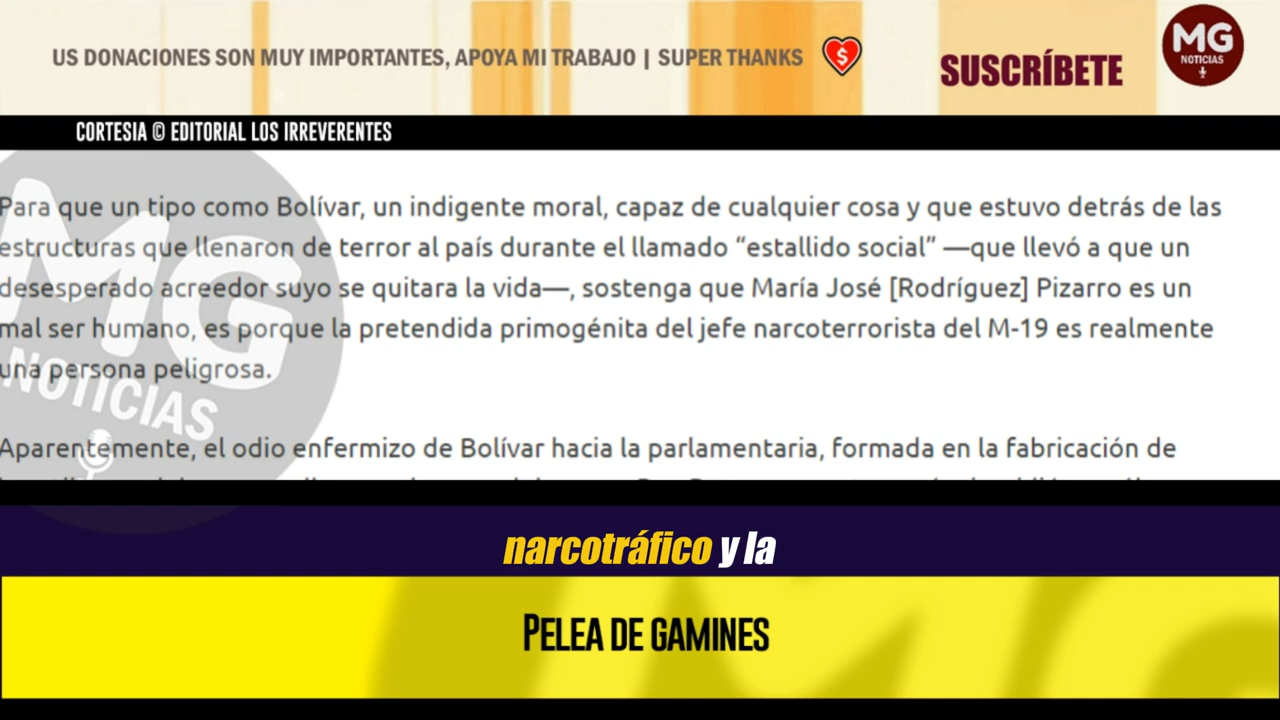 US DONACIONES SON MUY IMPORTANTES, APOYA MI TRABAJO | SUPER THANKS
SUSCRÍBETE
MG
NOTICIAS
CORTESIA © EDITORIAL LOS IRREVERENTES
Para que un tipo como Bolívar, un indigente moral, capaz de cualquier cosa y que estuvo detrás de las
estructuras que llenaron de terror al país durante el llamado “estallido social” —que llevó a que un
desesperado acreedor suyo se quitara la vida—, sostenga que María José [Rodríguez] Pizarro es un
mal ser humano, es porque la pretendida primogénita del jefe narcoterrorista del M-19 es realmente
una persona peligrosa.
MG
NOTICIAS
Aparentemente, el odio enfermizo de Bolívar hacia la parlamentaria, formada en la fabricación de
narcotráfico y la
PELEA DE GAMINES